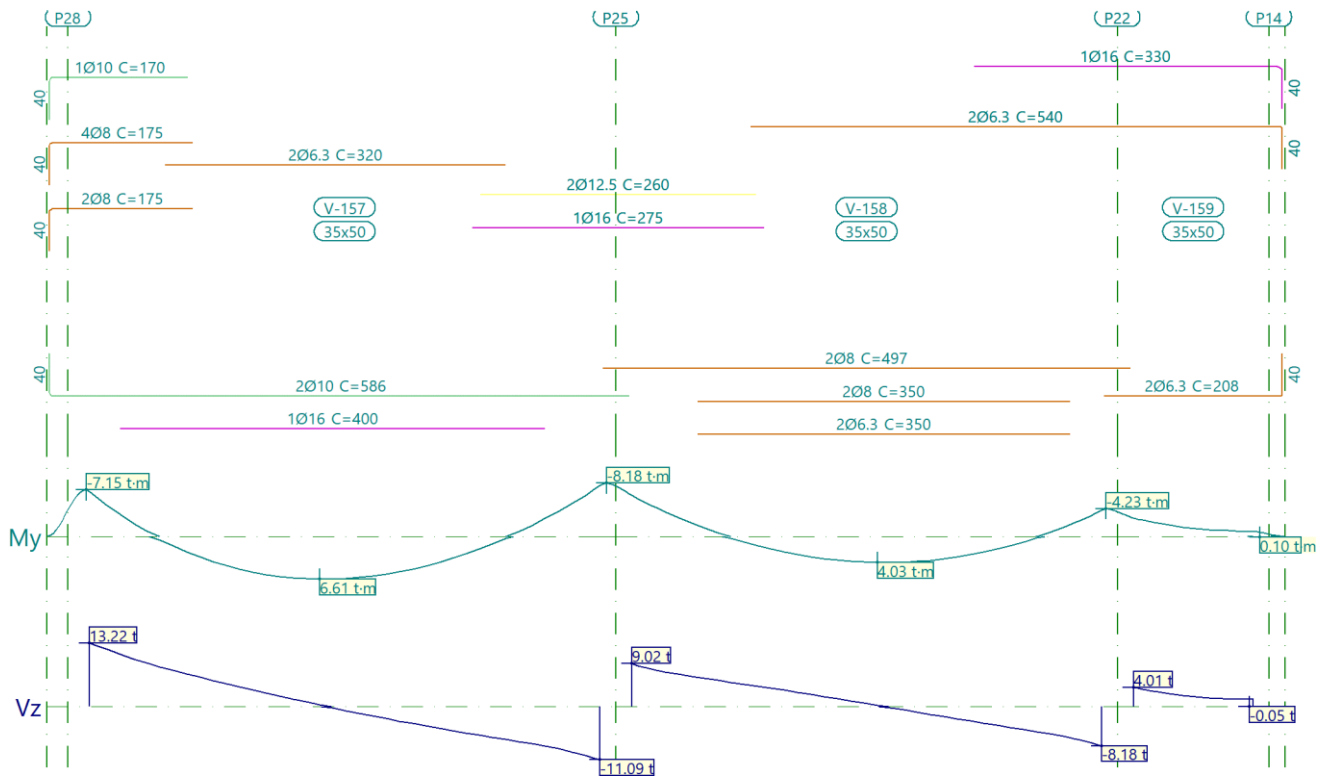 P28
P25
P22
P14
1Ø16 C=330
1Ø10 C=170
40
40
2Ø6.3 C=540
4Ø8 C=175
40
40
2Ø6.3 C=320
2Ø12.5 C=260
2Ø8 C=175
V-157
V-158
V-159
1Ø16 C=275
40
35x50
35x50
35x50
2Ø8 C=497
40
40
2Ø10 C=586
2Ø8 C=350
2Ø6.3 C=208
1Ø16 C=400
2Ø6.3 C=350
-7.15 t·m
-8.18 t·m
-4.23 t·m
My
0.10 t·m
4.03 t·m
6.61 t·m
13.22 t
9.02 t
4.01 t
Vz
-0.05 t
-8.18 t
-11.09 t